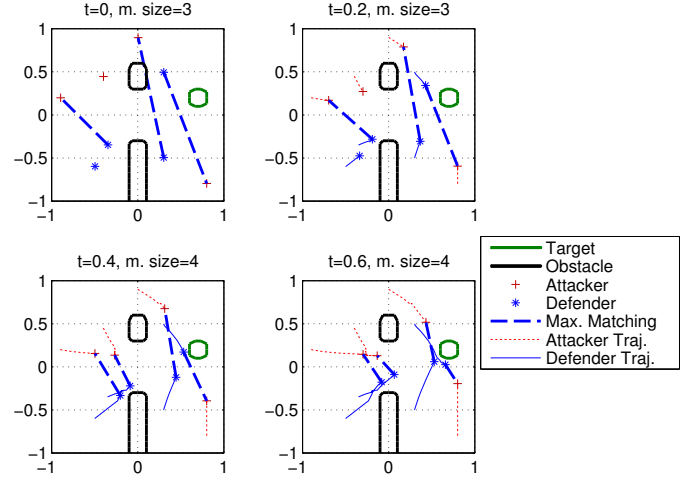 t=0, m. size=3
1
0.5
0
−0.5
−1
−1 0 1
t=0.2, m. size=3
1
0.5
0
−0.5
−1
−1 0 1
t=0.4, m. size=4
1
0.5
0
−0.5
−1
−1 0 1
t=0.6, m. size=4
1
0.5
0
−0.5
−1
−1 0 1
Target
Obstacle
Attacker
Defender
Max. Matching
Attacker Traj.
Defender Traj.